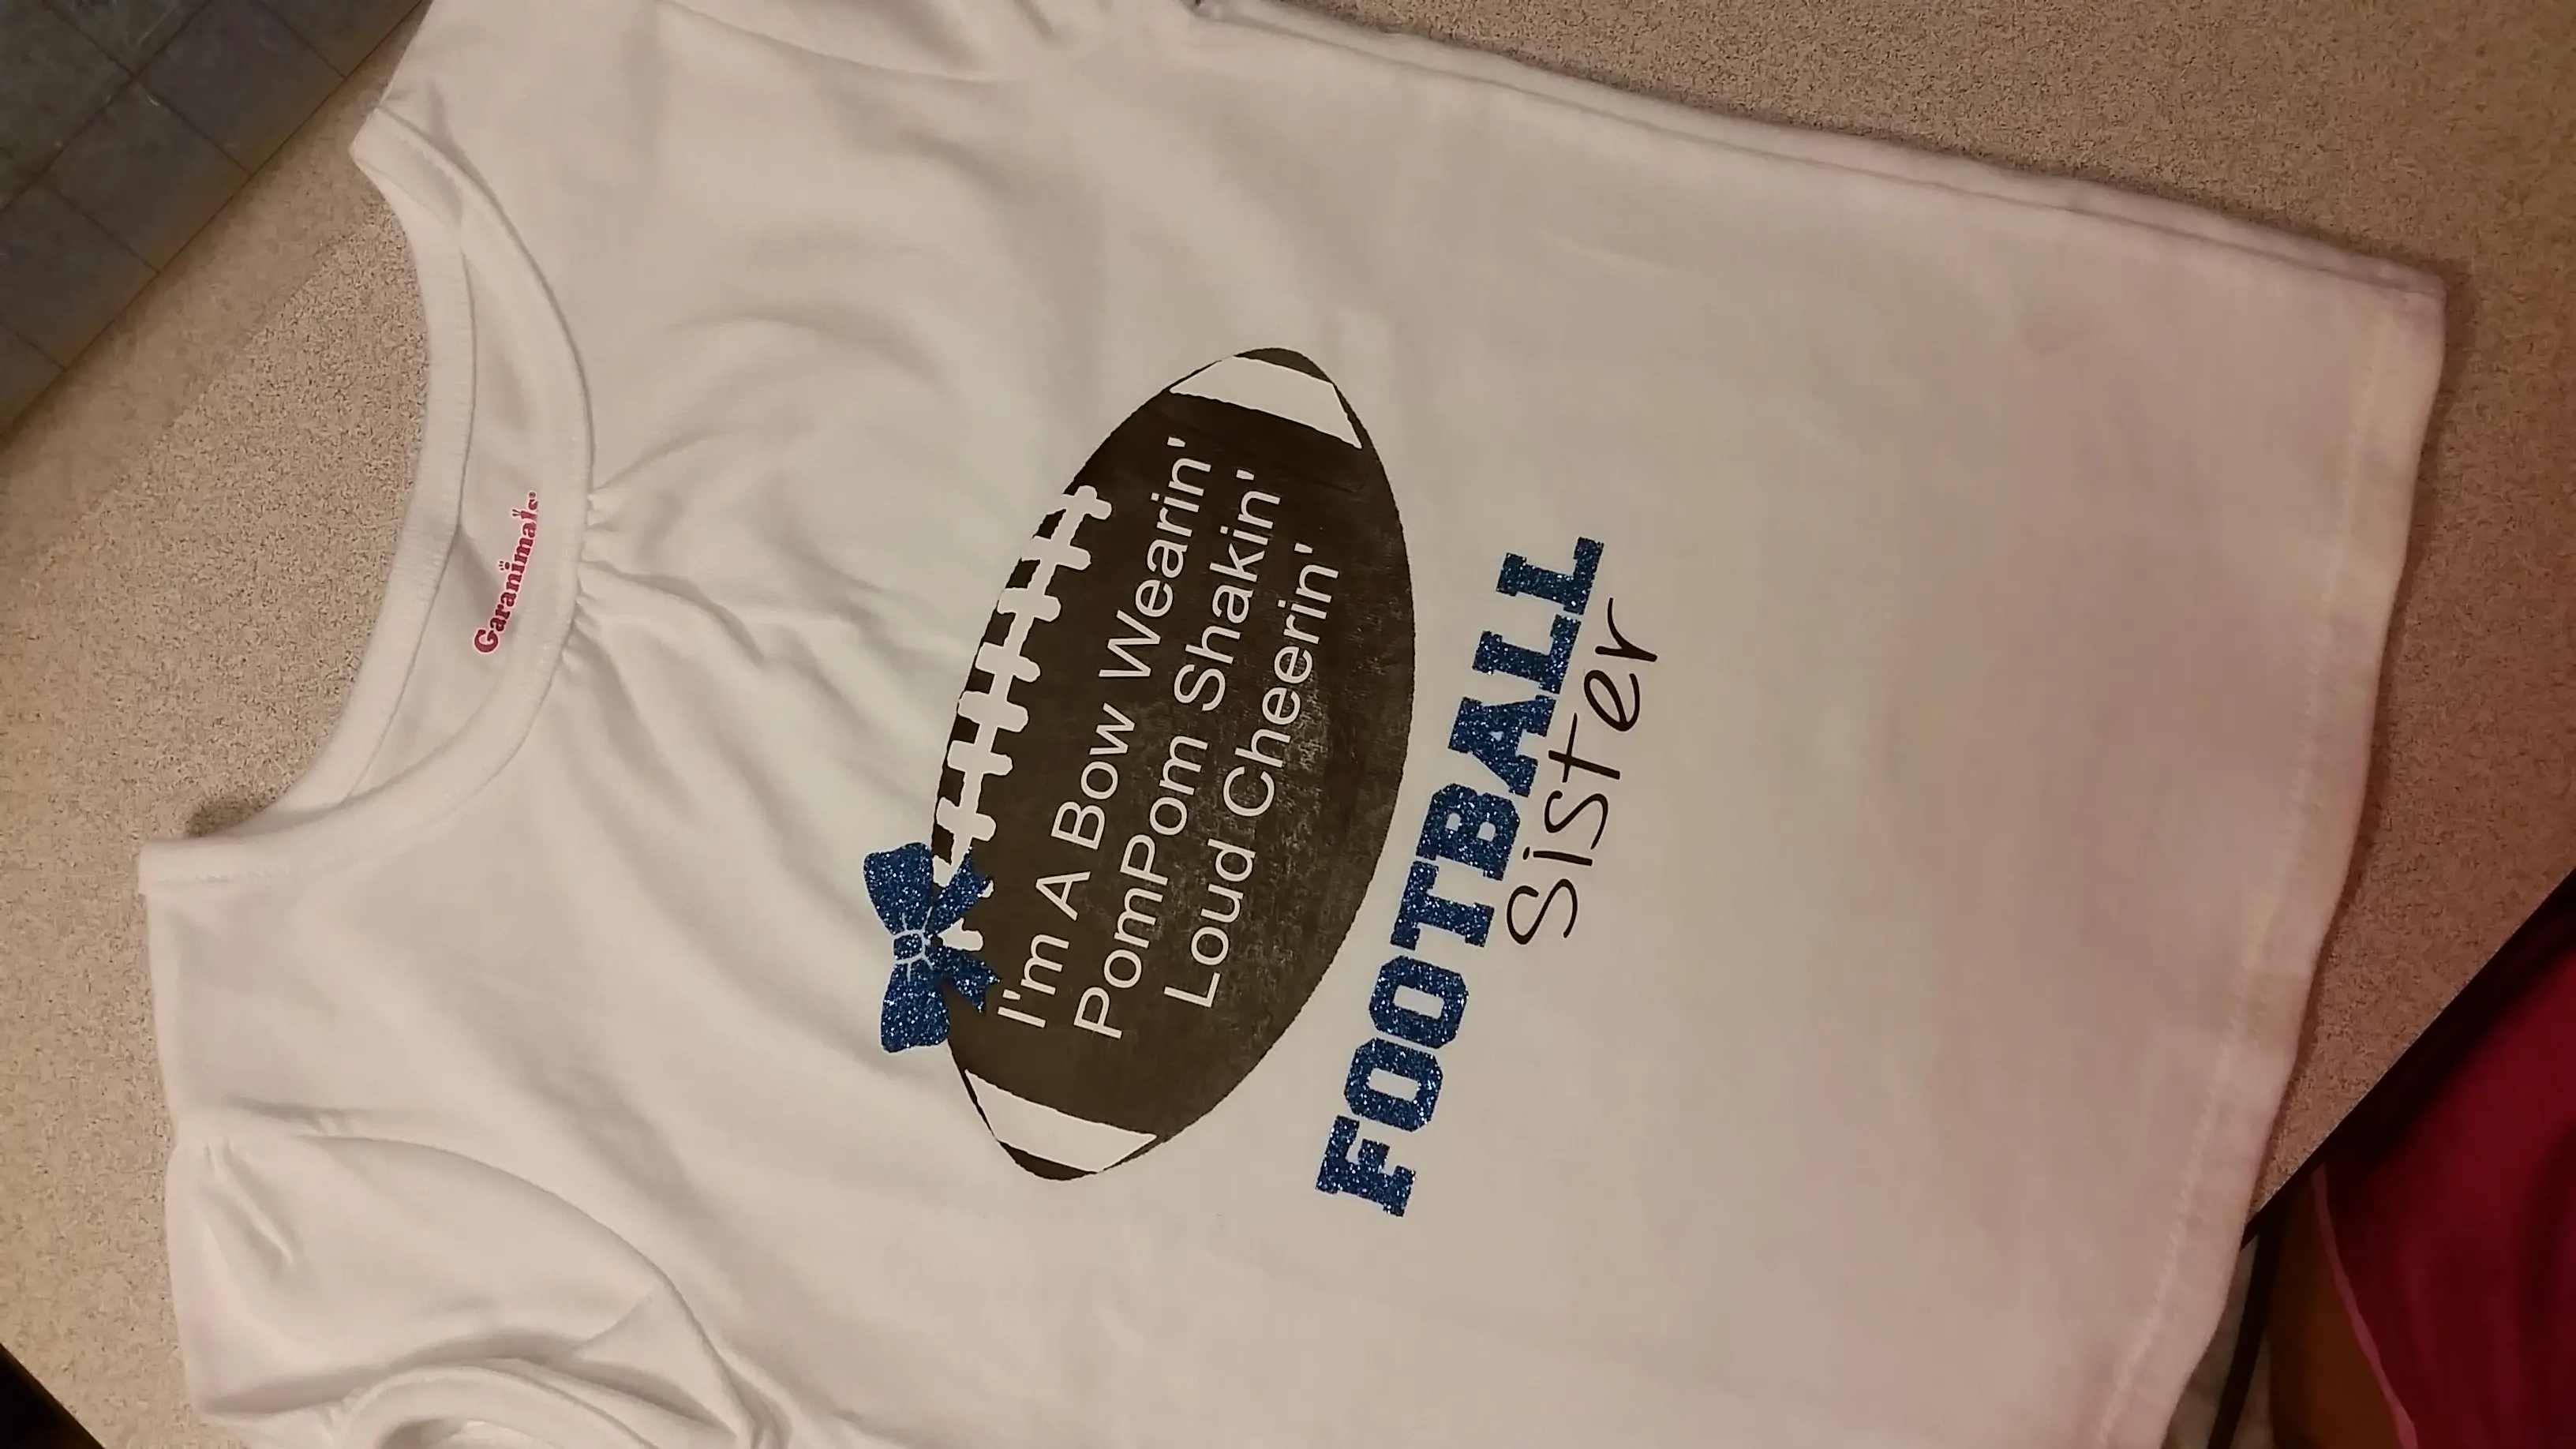 Garanimals®
I'm A Bow Wearin'
PomPom Shakin'
Loud Cheerin'
FOOTBALL
Sister